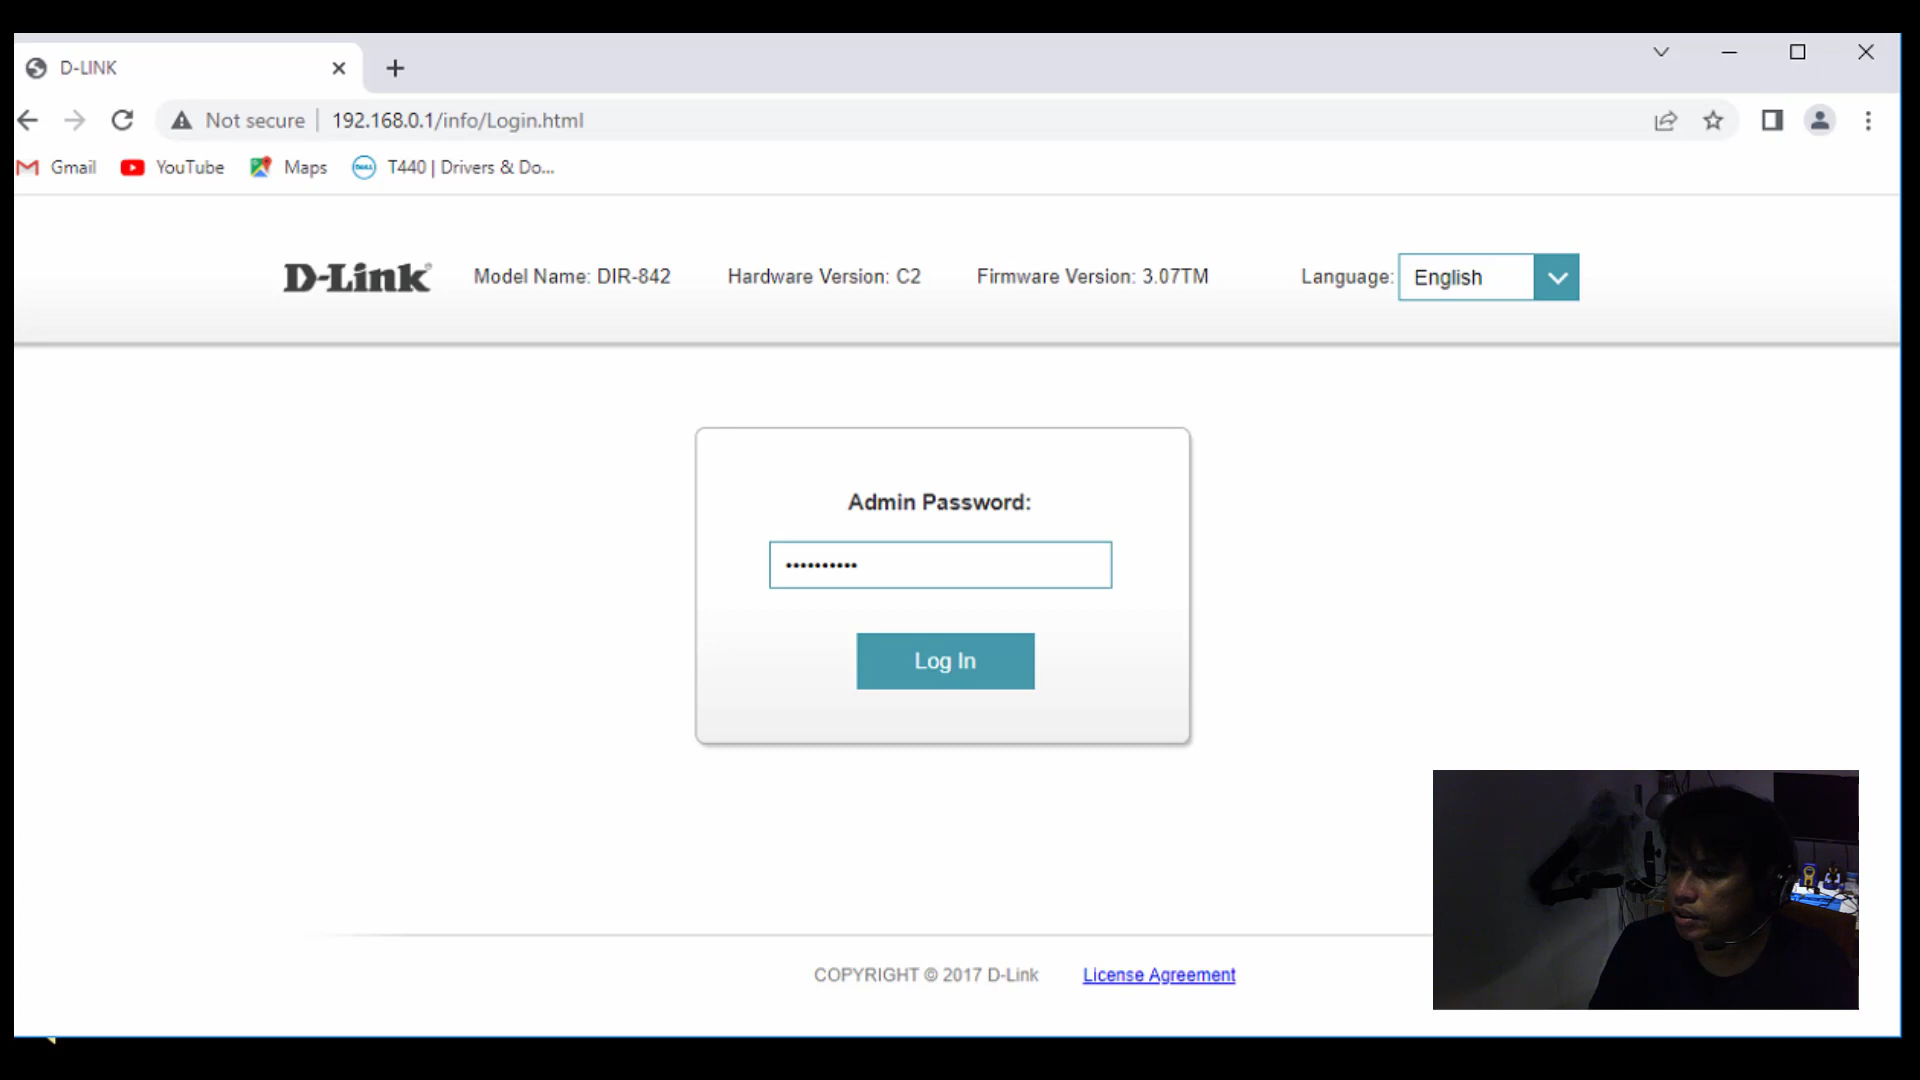 D-LINK
Not secure | 192.168.0.1/info/Login.html
Gmail YouTube Maps T440 | Drivers & Do...
D-Link Model Name: DIR-842 Hardware Version: C2 Firmware Version: 3.07TM Language: English
Admin Password:
••••••••••
Log In
COPYRIGHT © 2017 D-Link License Agreement